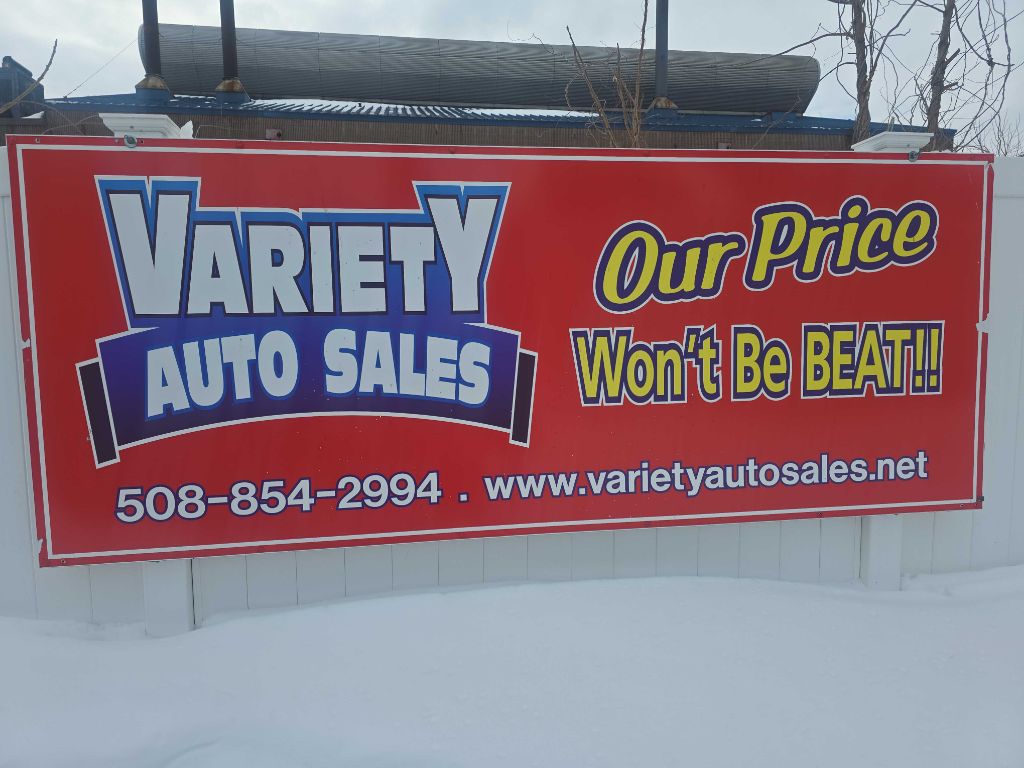 VARIETY
AUTO SALES
Our Price
Won't Be BEAT!!
508-854-2994 . www.varietyautosales.net